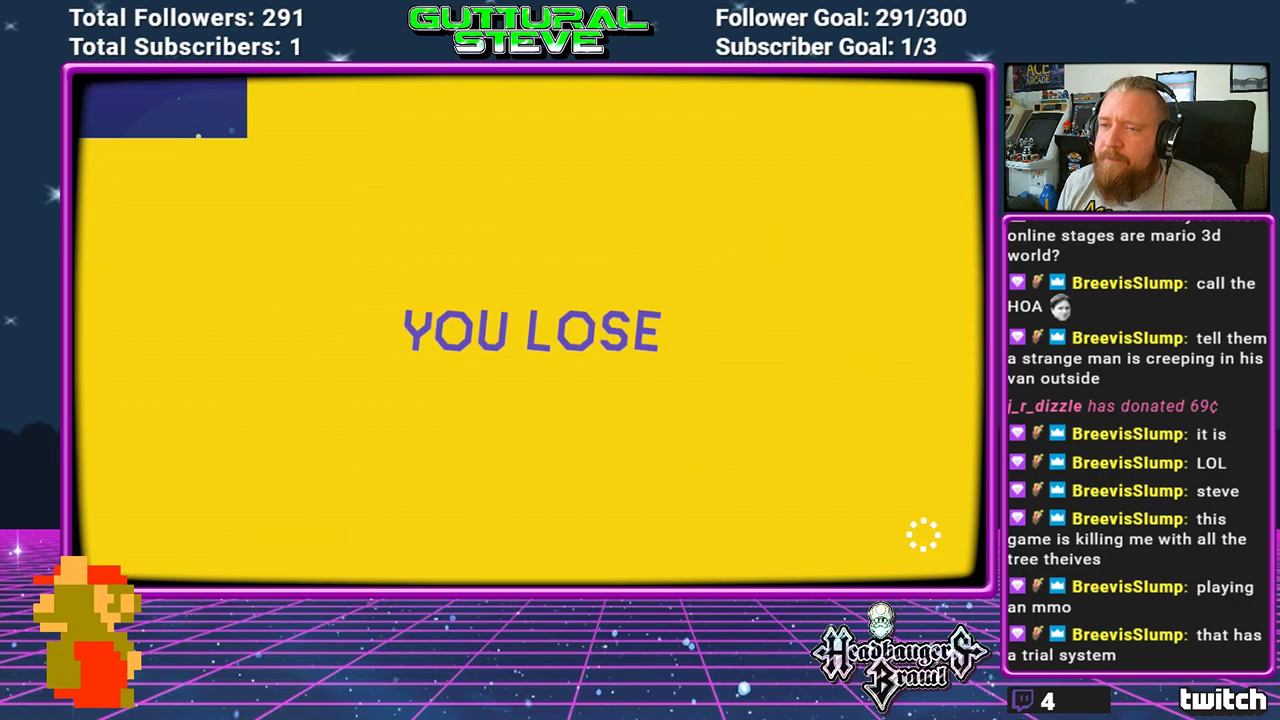 Total Followers: 291
Total Subscribers: 1
GUTTURAL
STEVE
Follower Goal: 291/300
Subscriber Goal: 1/3
ACE
ARCADE
YOU LOSE
online stages are mario 3d
world?
BreevisSlump: call the
HOA
BreevisSlump: tell them
a strange man is creeping in his
van outside
j_r_dizzle has donated 69¢
BreevisSlump: it is
BreevisSlump: LOL
BreevisSlump: steve
BreevisSlump: this
game is killing me with all the
tree theives
BreevisSlump: playing
an mmo
BreevisSlump: that has
a trial system
Headbangers
Brawl
4
twitch